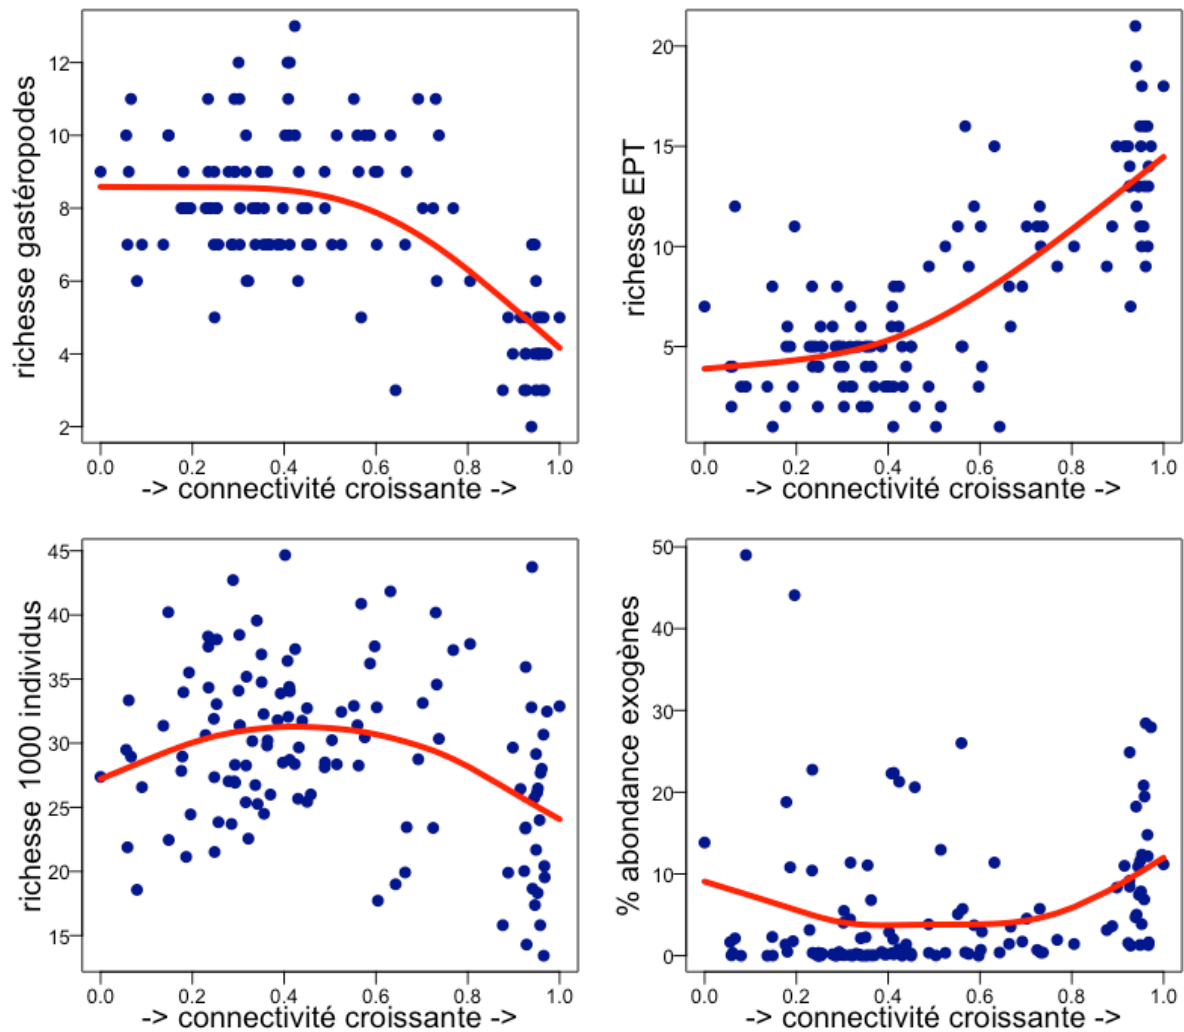 richesse gastéropodes
12
10
8
6
4
2
0.0 0.2 0.4 0.6 0.8 1.0
-> connectivité croissante ->
richesse EPT
20
15
10
5
0.0 0.2 0.4 0.6 0.8 1.0
-> connectivité croissante ->
richesse 1000 individus
45
40
35
30
25
20
15
0.0 0.2 0.4 0.6 0.8 1.0
-> connectivité croissante ->
% abondance exogènes
50
40
30
20
10
0
0.0 0.2 0.4 0.6 0.8 1.0
-> connectivité croissante ->